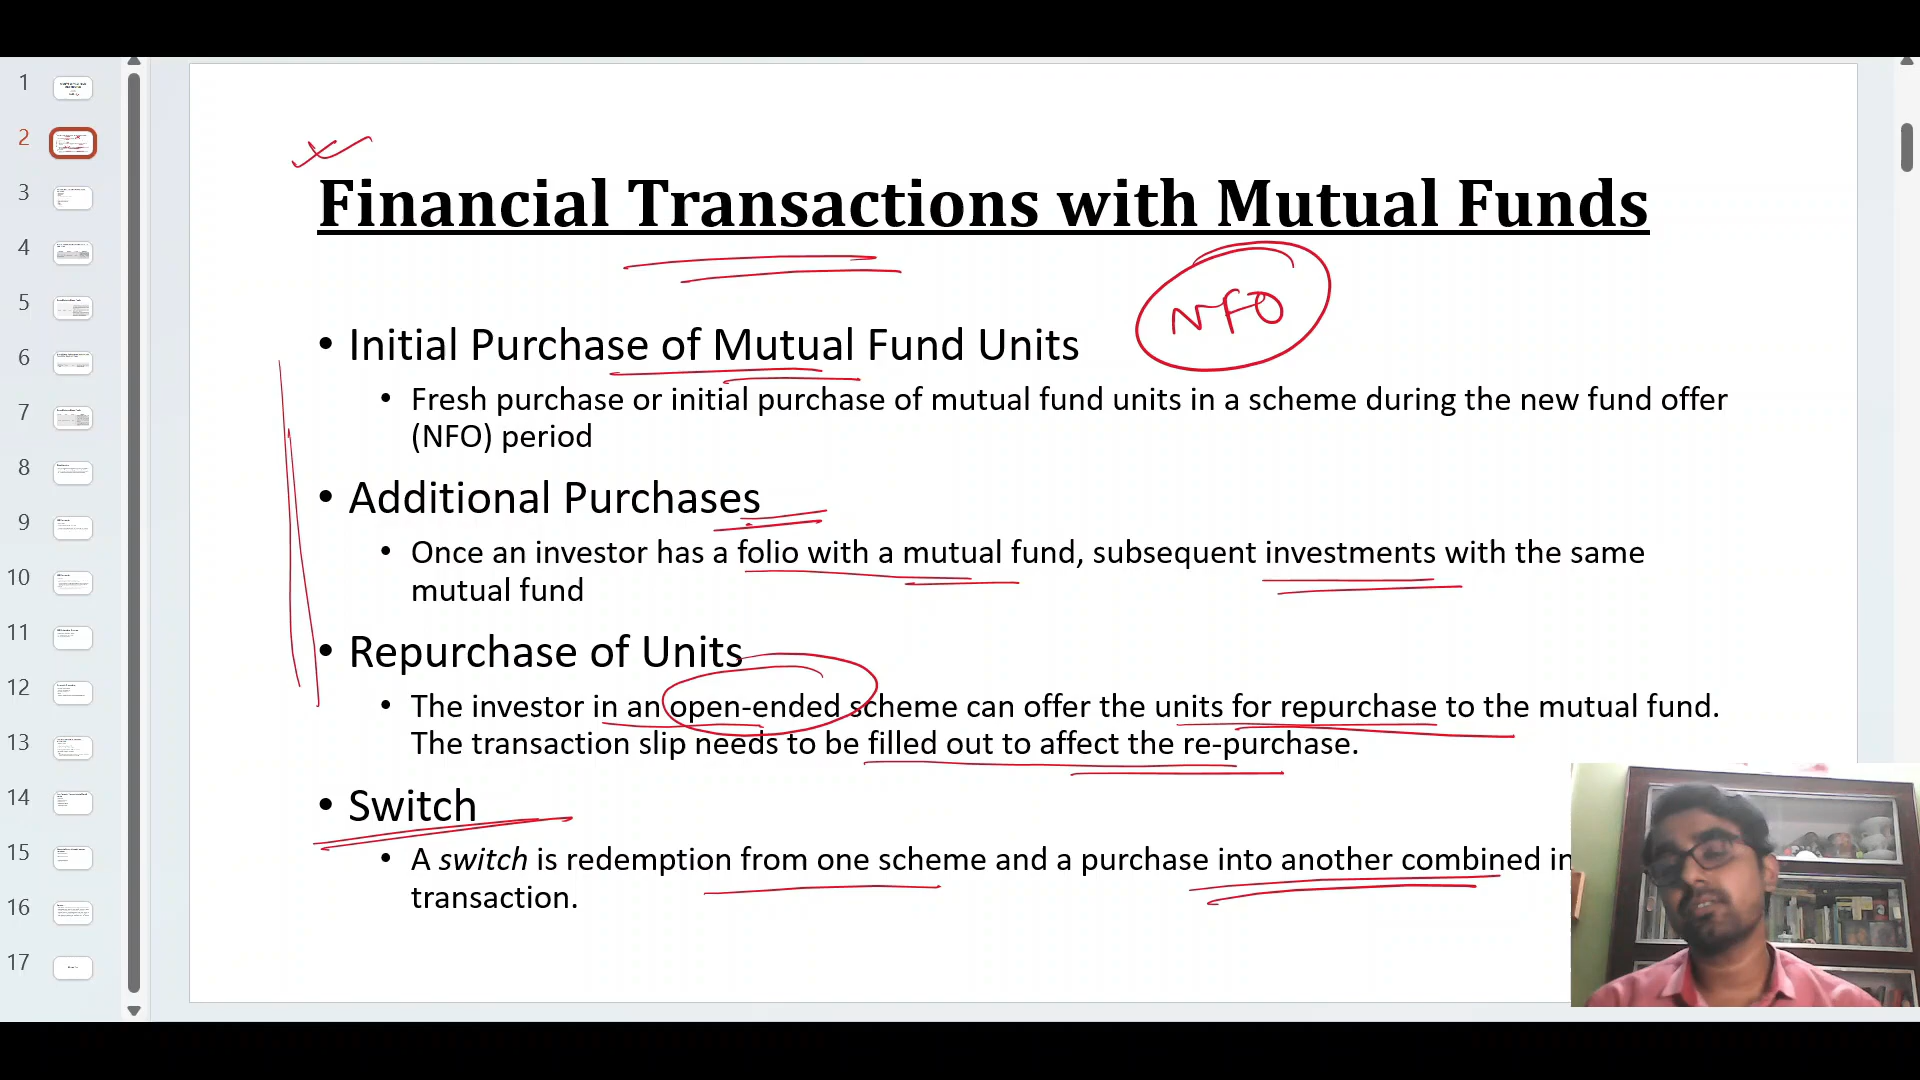 1
2
3
4
5
6
7
8
9
10
11
12
13
14
15
16
17
Financial Transactions with Mutual Funds
NFO
• Initial Purchase of Mutual Fund Units
• Fresh purchase or initial purchase of mutual fund units in a scheme during the new fund offer
(NFO) period
• Additional Purchases
• Once an investor has a folio with a mutual fund, subsequent investments with the same
mutual fund
• Repurchase of Units
• The investor in an open-ended scheme can offer the units for repurchase to the mutual fund.
The transaction slip needs to be filled out to affect the re-purchase.
• Switch
• A switch is redemption from one scheme and a purchase into another combined in
transaction.